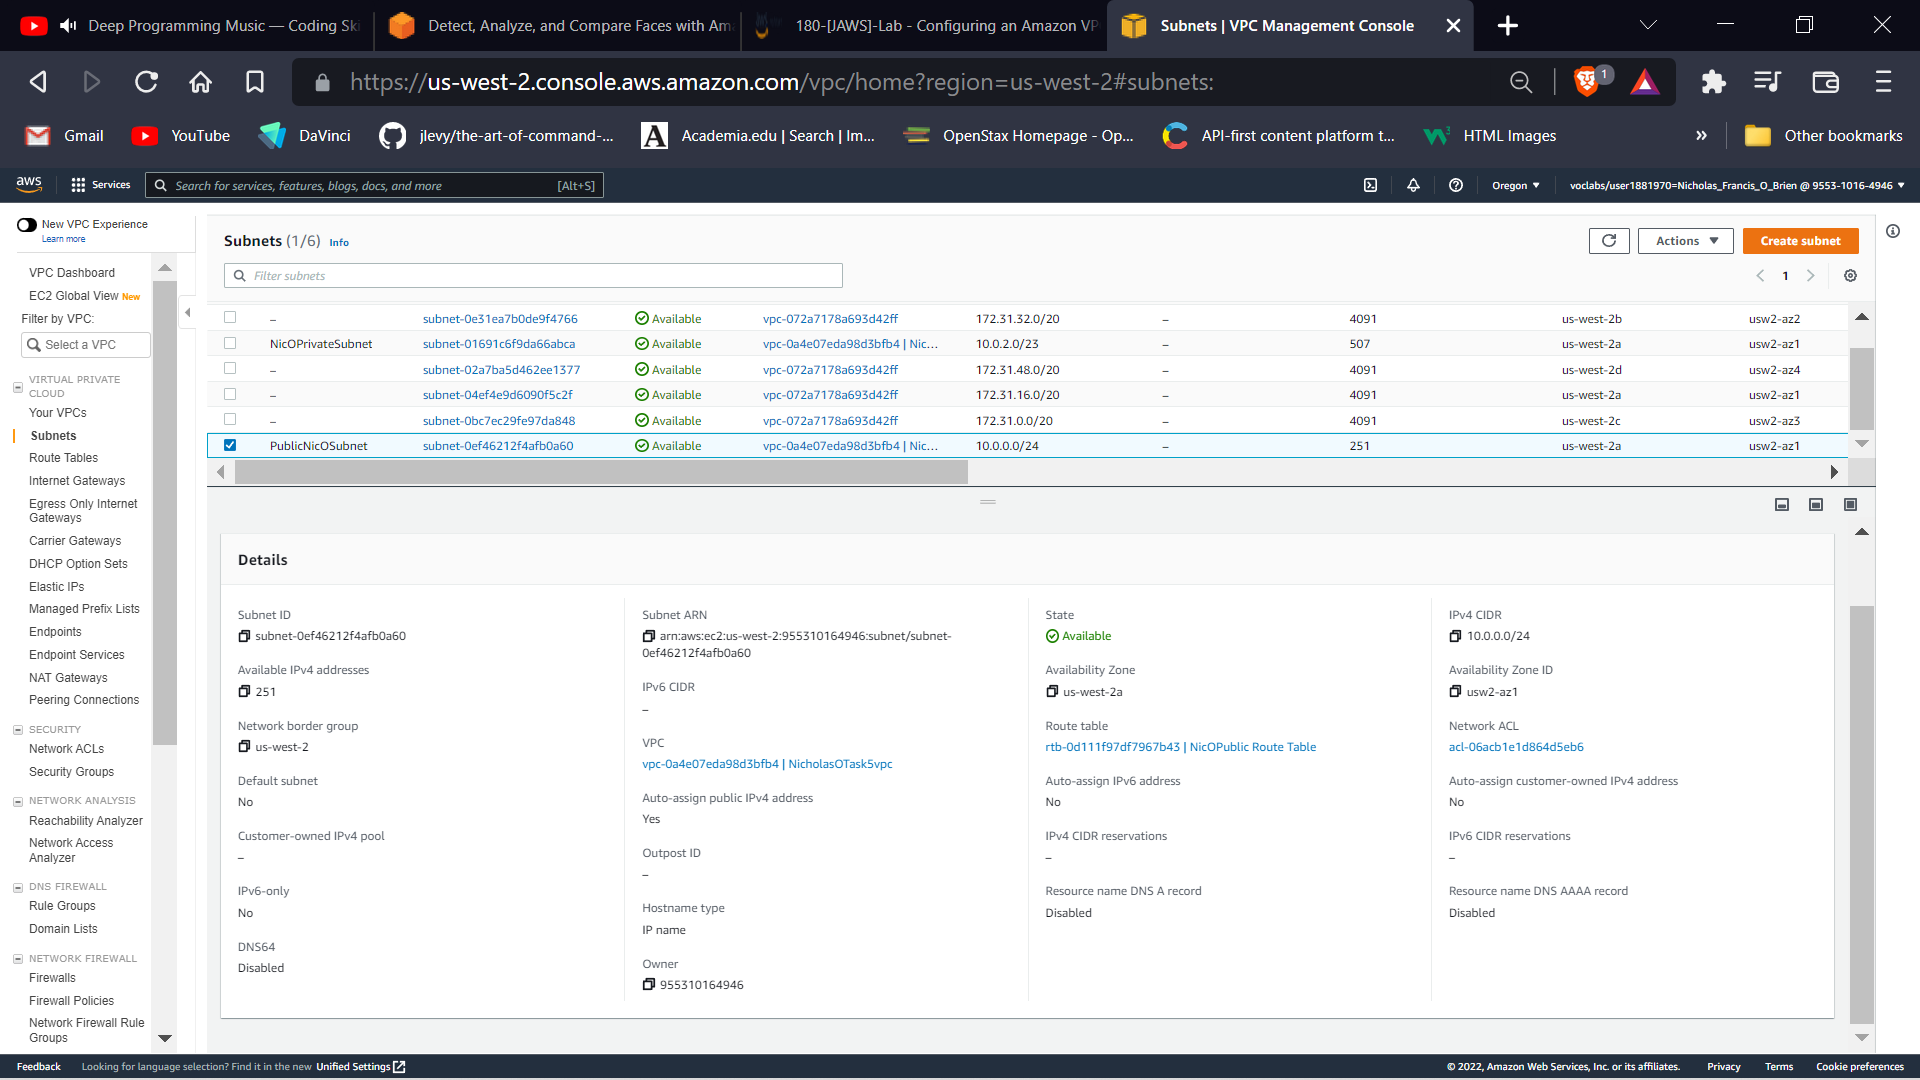 Deep Programming Music — Coding Ski
Detect, Analyze, and Compare Faces with Ama
180-[JAWS]-Lab - Configuring an Amazon VP
Subnets | VPC Management Console
https://us-west-2.console.aws.amazon.com/vpc/home?region=us-west-2#subnets:
1
Gmail
YouTube
DaVinci
jlevy/the-art-of-command-...
Academia.edu | Search | Im...
OpenStax Homepage - Op...
API-first content platform t...
HTML Images
»
Other bookmarks
aws
Services
Search for services, features, blogs, docs, and more
[Alt+S]
Oregon
voclabs/user1881970=Nicholas_Francis_O_Brien @ 9553-1016-4946
New VPC Experience
Learn more
VPC Dashboard
EC2 Global View New
Filter by VPC:
Select a VPC
VIRTUAL PRIVATE
CLOUD
Your VPCs
Subnets
Route Tables
Internet Gateways
Egress Only Internet
Gateways
Carrier Gateways
DHCP Option Sets
Elastic IPs
Managed Prefix Lists
Endpoints
Endpoint Services
NAT Gateways
Peering Connections
SECURITY
Network ACLs
Security Groups
NETWORK ANALYSIS
Reachability Analyzer
Network Access
Analyzer
DNS FIREWALL
Rule Groups
Domain Lists
NETWORK FIREWALL
Firewalls
Firewall Policies
Network Firewall Rule
Groups
Subnets (1/6) Info
Actions
Create subnet
Filter subnets
1
– subnet-0e31ea7b0de9f4766 Available vpc-072a7178a693d42ff 172.31.32.0/20 – 4091 us-west-2b usw2-az2
NicOPrivateSubnet subnet-01691c6f9da66abca Available vpc-0a4e07eda98d3bfb4 | Nic... 10.0.2.0/23 – 507 us-west-2a usw2-az1
– subnet-02a7ba5d462ee1377 Available vpc-072a7178a693d42ff 172.31.48.0/20 – 4091 us-west-2d usw2-az4
– subnet-04ef4e9d6090f5c2f Available vpc-072a7178a693d42ff 172.31.16.0/20 – 4091 us-west-2a usw2-az1
– subnet-0bc7ec29fe97da848 Available vpc-072a7178a693d42ff 172.31.0.0/20 – 4091 us-west-2c usw2-az3
PublicNicOSubnet subnet-0ef46212f4afb0a60 Available vpc-0a4e07eda98d3bfb4 | Nic... 10.0.0.0/24 – 251 us-west-2a usw2-az1
Details
Subnet ID
subnet-0ef46212f4afb0a60
Available IPv4 addresses
251
Network border group
us-west-2
Default subnet
No
Customer-owned IPv4 pool
–
IPv6-only
No
DNS64
Disabled
Subnet ARN
arn:aws:ec2:us-west-2:955310164946:subnet/subnet-
0ef46212f4afb0a60
IPv6 CIDR
–
VPC
vpc-0a4e07eda98d3bfb4 | NicholasOTask5vpc
Auto-assign public IPv4 address
Yes
Outpost ID
–
Hostname type
IP name
Owner
955310164946
State
Available
Availability Zone
us-west-2a
Route table
rtb-0d111f97df7967b43 | NicOPublic Route Table
Auto-assign IPv6 address
No
IPv4 CIDR reservations
–
Resource name DNS A record
Disabled
IPv4 CIDR
10.0.0.0/24
Availability Zone ID
usw2-az1
Network ACL
acl-06acb1e1d864d5eb6
Auto-assign customer-owned IPv4 address
No
IPv6 CIDR reservations
–
Resource name DNS AAAA record
Disabled
Feedback
Looking for language selection? Find it in the new Unified Settings
© 2022, Amazon Web Services, Inc. or its affiliates.
Privacy
Terms
Cookie preferences